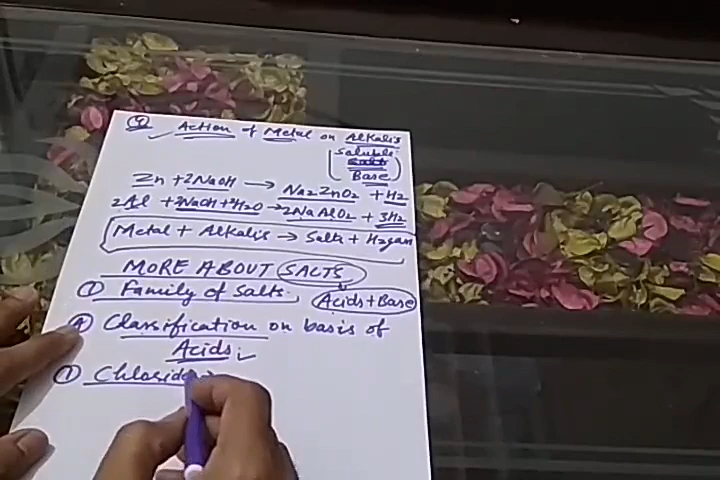 Q Action of Metal on Alkalis
(Soluble
Base)
Zn + 2NaOH → Na2ZnO2 + H2
2Al + 2NaOH + 2H2O → 2NaAlO2 + 3H2
Metal + Alkalis → Salts + H2gas
MORE ABOUT SALTS
① Family of Salts. Acids + Base
Ⓐ Classification on basis of
Acids
① Chloride